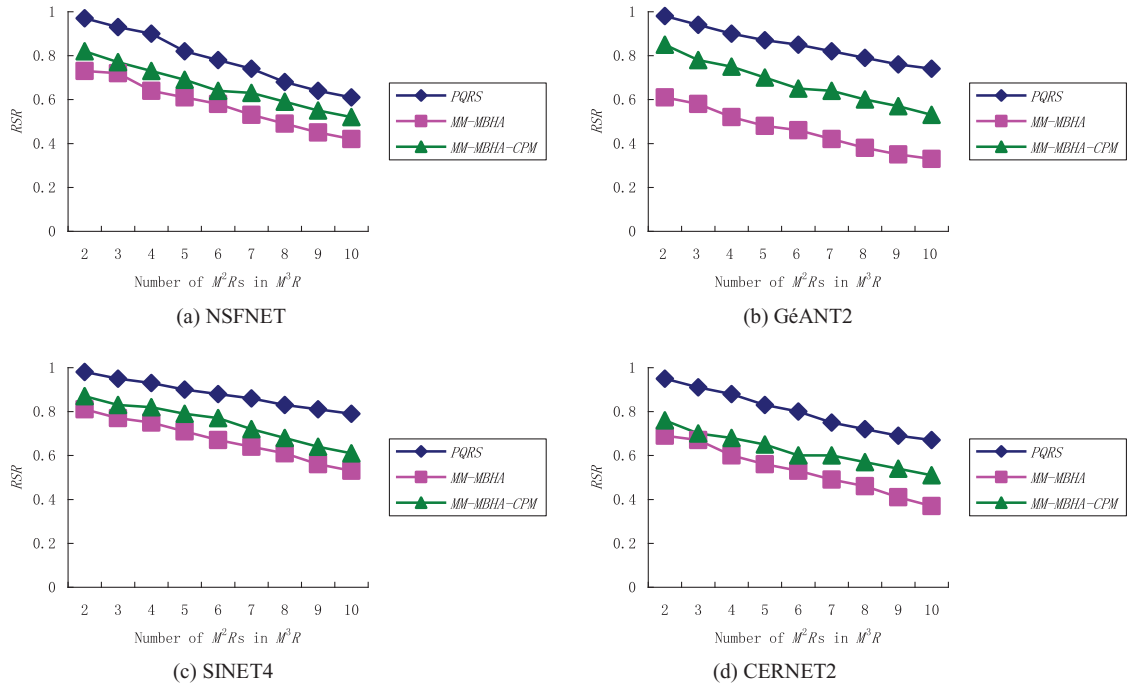 1
0.8
0.6
0.4
0.2
0
RSR
2 3 4 5 6 7 8 9 10
Number of M²Rs in M³R
PQRS
MM-MBHA
MM-MBHA-CPM
(a) NSFNET
1
0.8
0.6
0.4
0.2
0
RSR
2 3 4 5 6 7 8 9 10
Number of M²Rs in M³R
PQRS
MM-MBHA
MM-MBHA-CPM
(b) GéANT2
1
0.8
0.6
0.4
0.2
0
RSR
2 3 4 5 6 7 8 9 10
Number of M²Rs in M³R
PQRS
MM-MBHA
MM-MBHA-CPM
(c) SINET4
1
0.8
0.6
0.4
0.2
0
RSR
2 3 4 5 6 7 8 9 10
Number of M²Rs in M³R
PQRS
MM-MBHA
MM-MBHA-CPM
(d) CERNET2